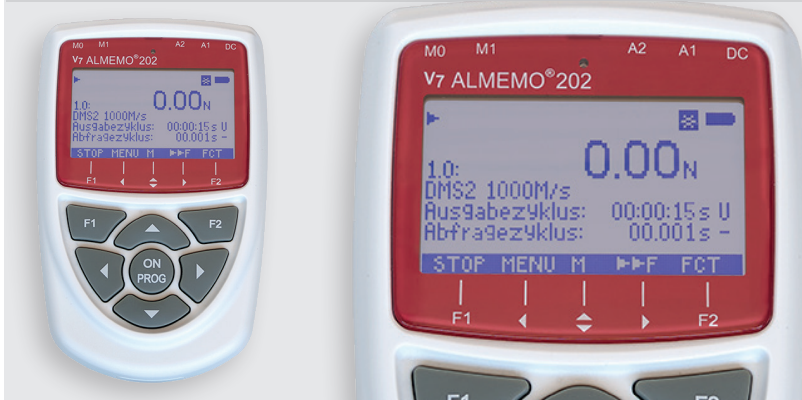 M0 M1 A2 A1 DC
V7 ALMEMO®202
1.0: 0.00N
DMS2 1000M/s
Ausgabezyklus: 00:00:15s U
Abfragezyklus: 00.001s -
STOP MENU M ▶▶F FCT
F1 ◀ ▶ F2
F1 F2
ON
PROG
M0 M1 A2 A1 DC
V7 ALMEMO®202
1.0: 0.00N
DMS2 1000M/s
Ausgabezyklus: 00:00:15s U
Abfragezyklus: 00.001s -
STOP MENU M ▶▶F FCT
F1 ◀ ▶ F2
F1 F2